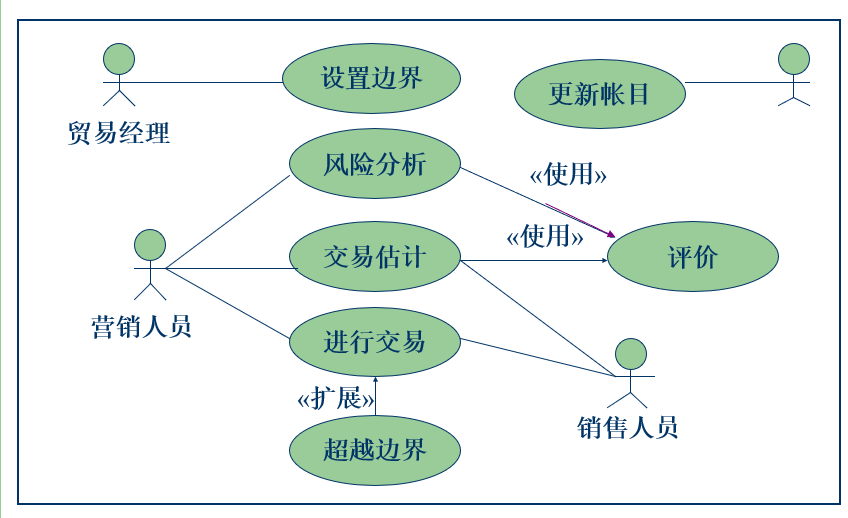 设置边界
更新帐目
贸易经理
风险分析
«使用»
«使用»
交易估计
评价
营销人员
进行交易
«扩展»
销售人员
超越边界